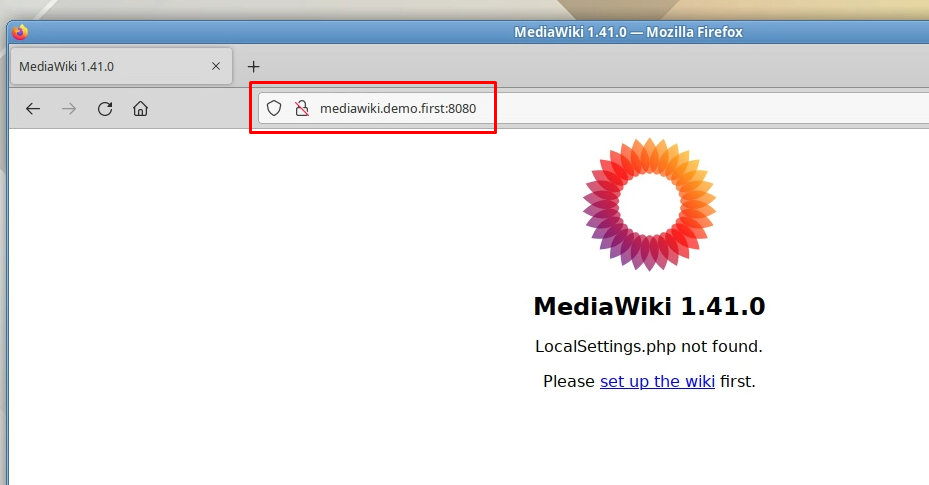 MediaWiki 1.41.0 — Mozilla Firefox
MediaWiki 1.41.0
mediawiki.demo.first:8080
MediaWiki 1.41.0
LocalSettings.php not found.
Please set up the wiki first.